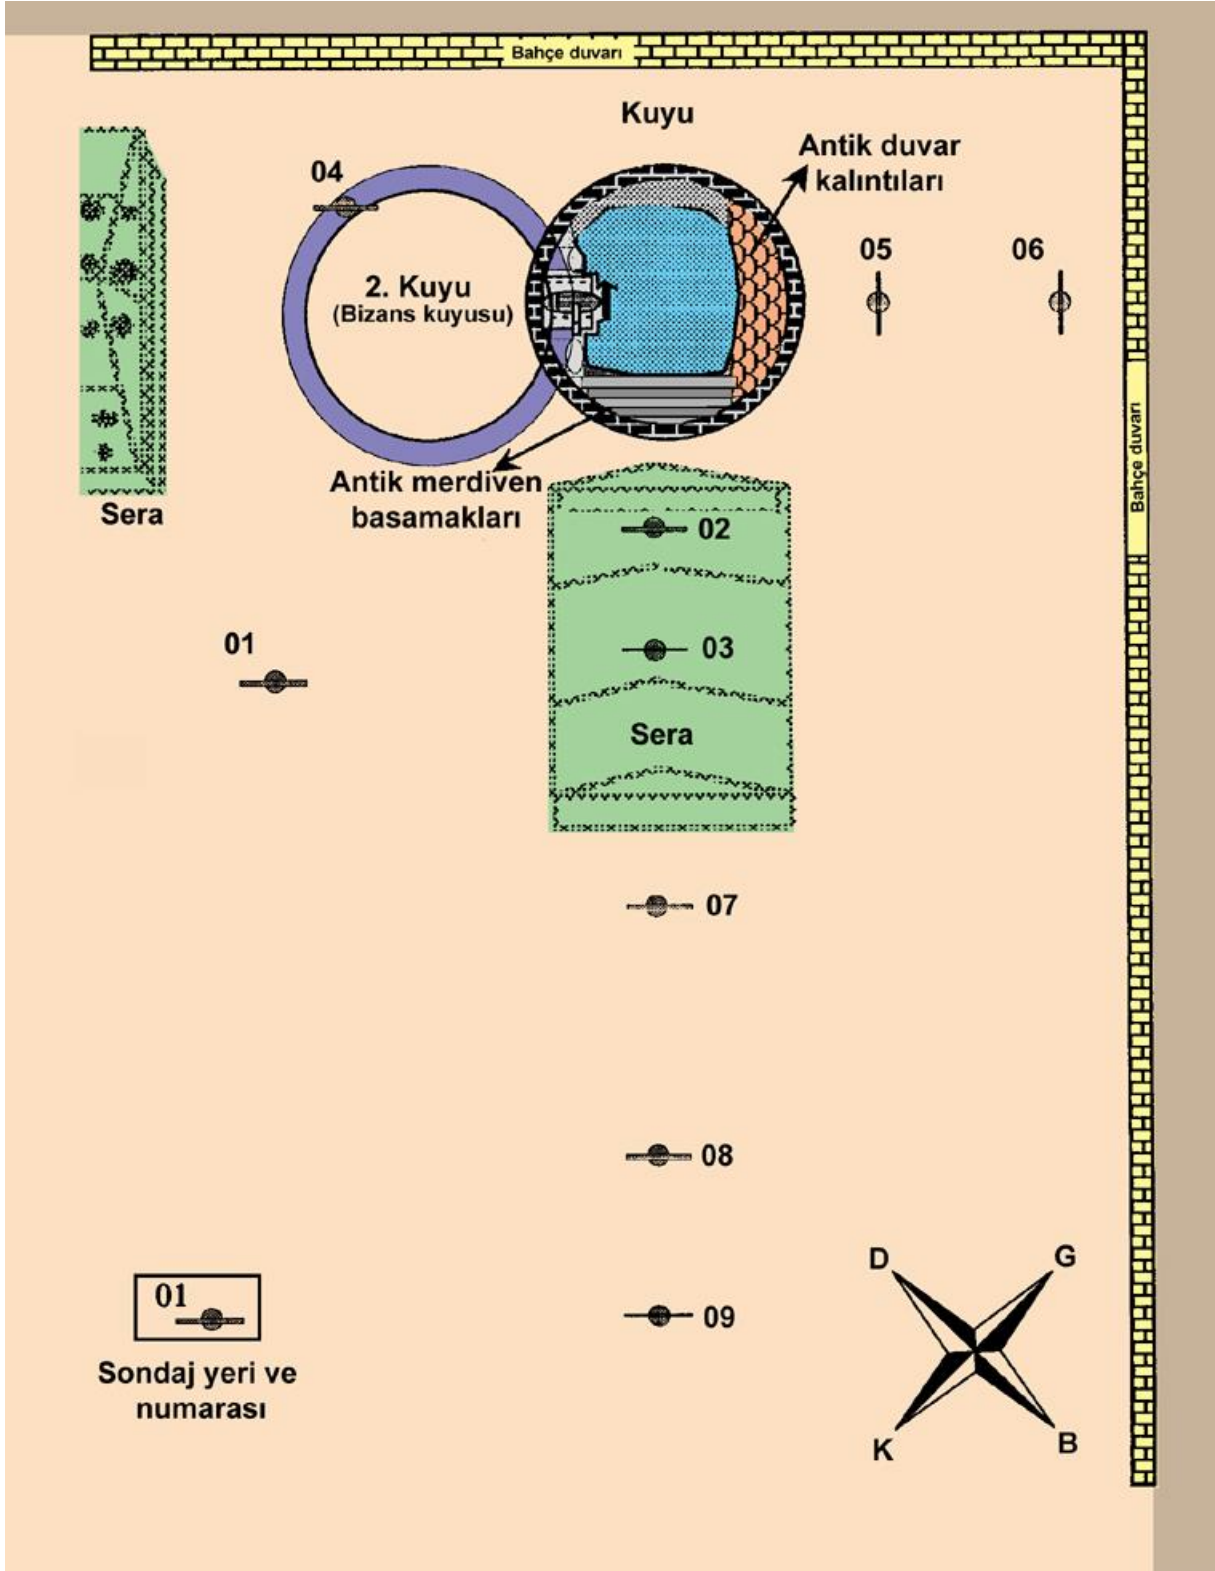 Bahçe duvarı
Kuyu
Antik duvar
kalıntıları
04
05
06
2. Kuyu
(Bizans kuyusu)
Bahçe duvarı
Antik merdiven
basamakları
Sera
02
01
03
Sera
07
08
D
G
01
09
Sondaj yeri ve
numarası
K
B